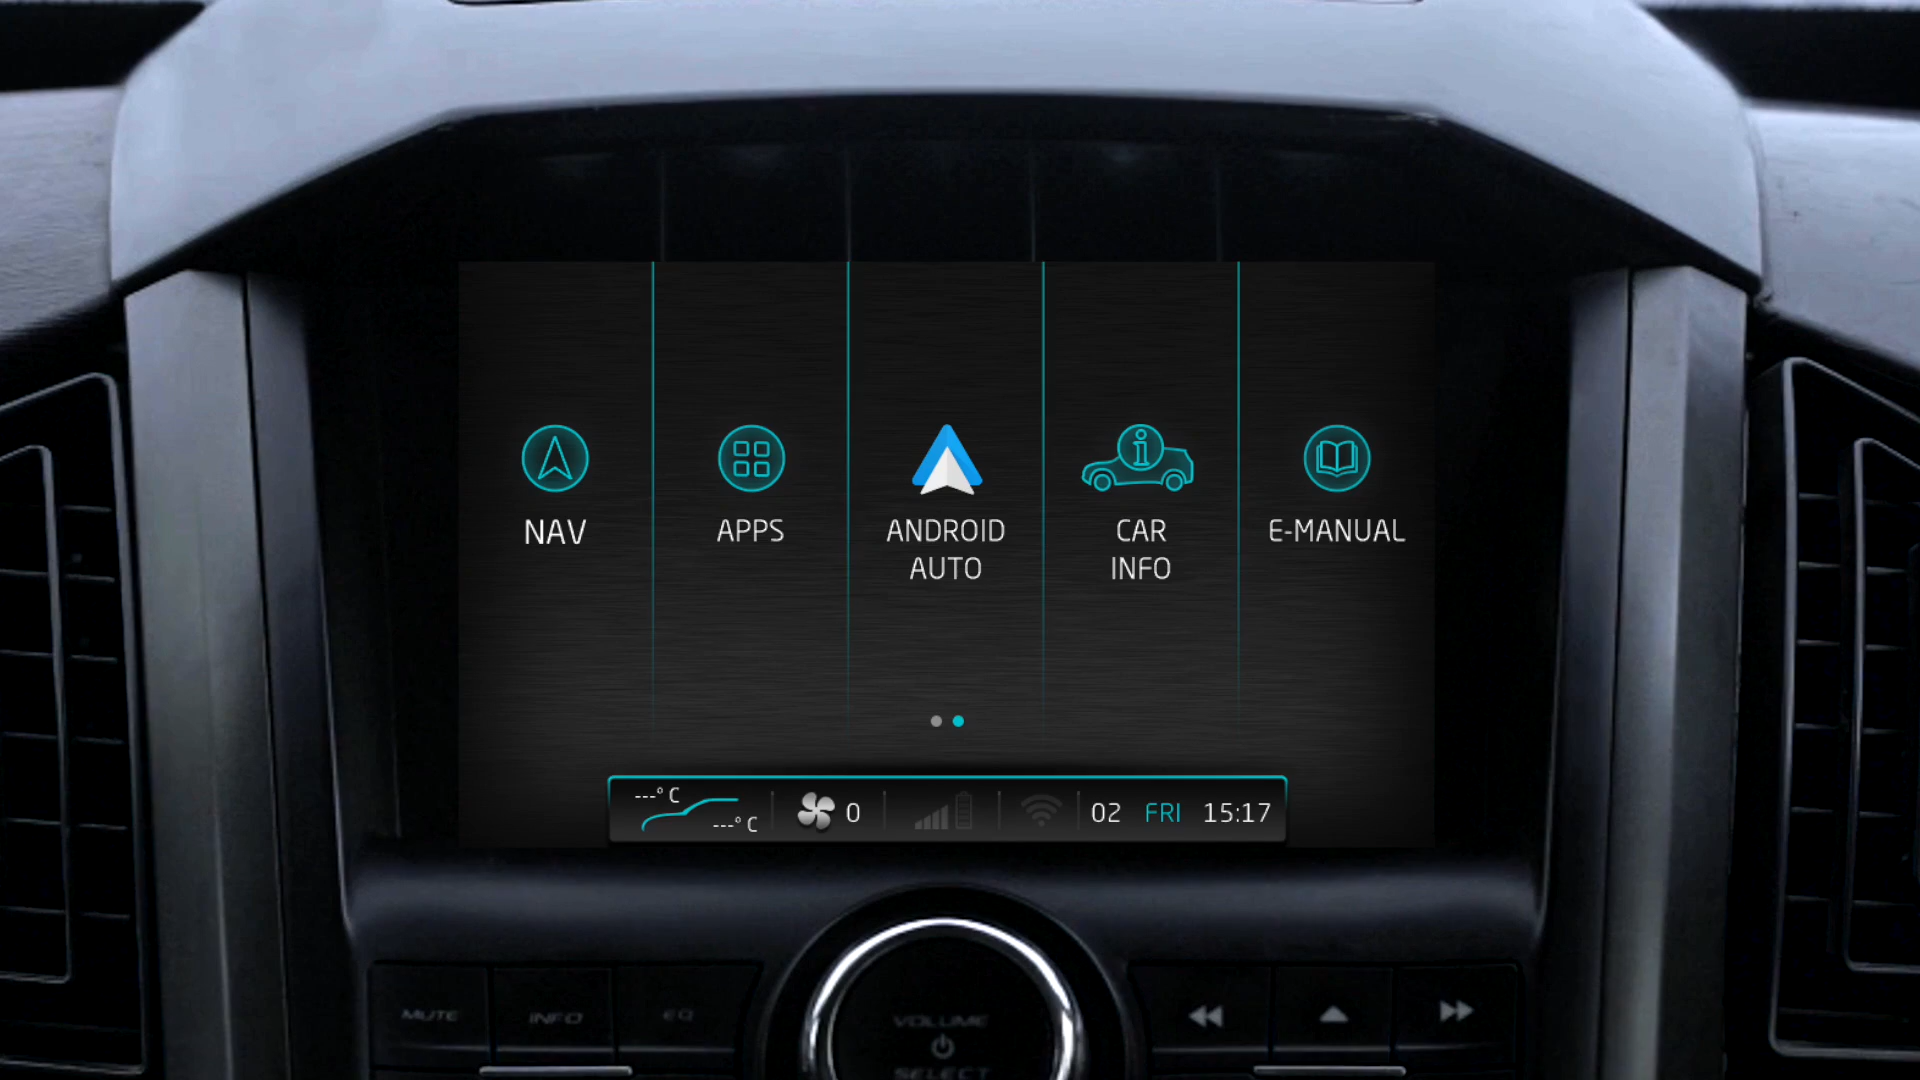 NAV
APPS
ANDROID
AUTO
CAR
INFO
E-MANUAL
---° C
---° C
0
02 FRI 15:17
MUTE
INFO
EQ
VOLUME
SELECT